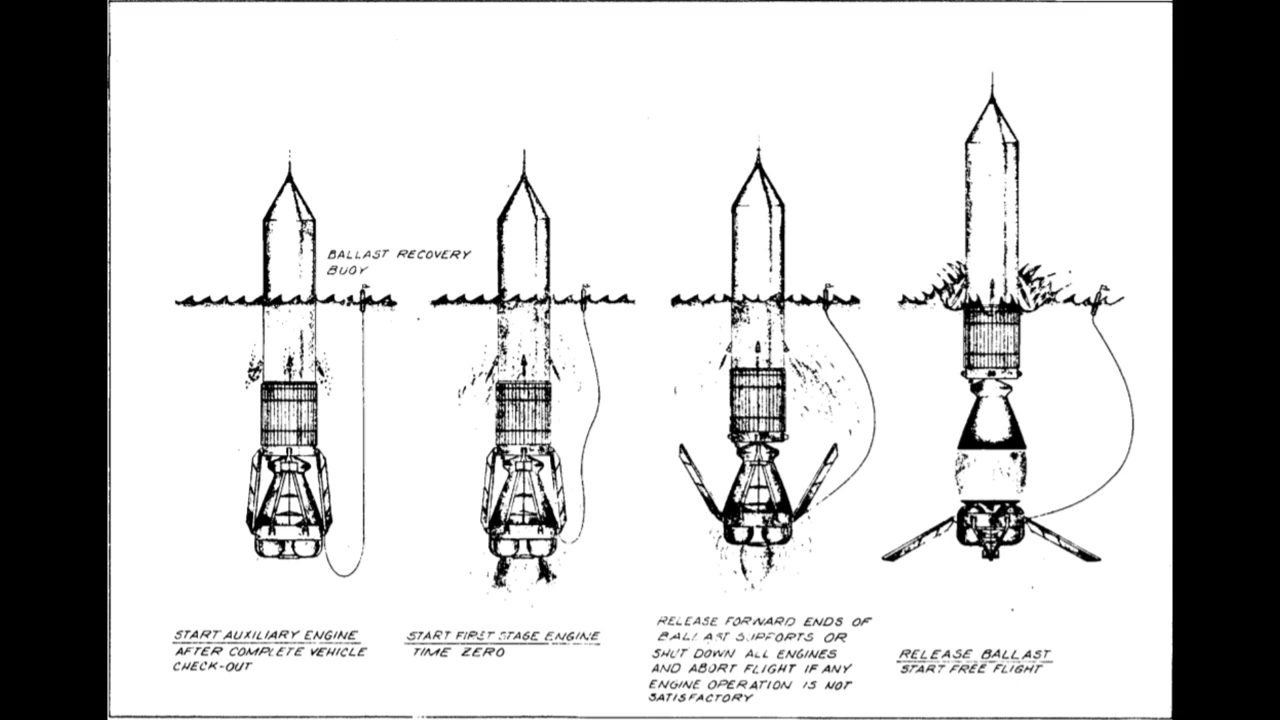 BALLAST RECOVERY
BUOY
START AUXILIARY ENGINE
AFTER COMPLETE VEHICLE
CHECK-OUT
START FIRST STAGE ENGINE
TIME ZERO
RELEASE FORWARD ENDS OF
BALLAST SUPPORTS OR
SHUT DOWN ALL ENGINES
AND ABORT FLIGHT IF ANY
ENGINE OPERATION IS NOT
SATISFACTORY
RELEASE BALLAST
START FREE FLIGHT